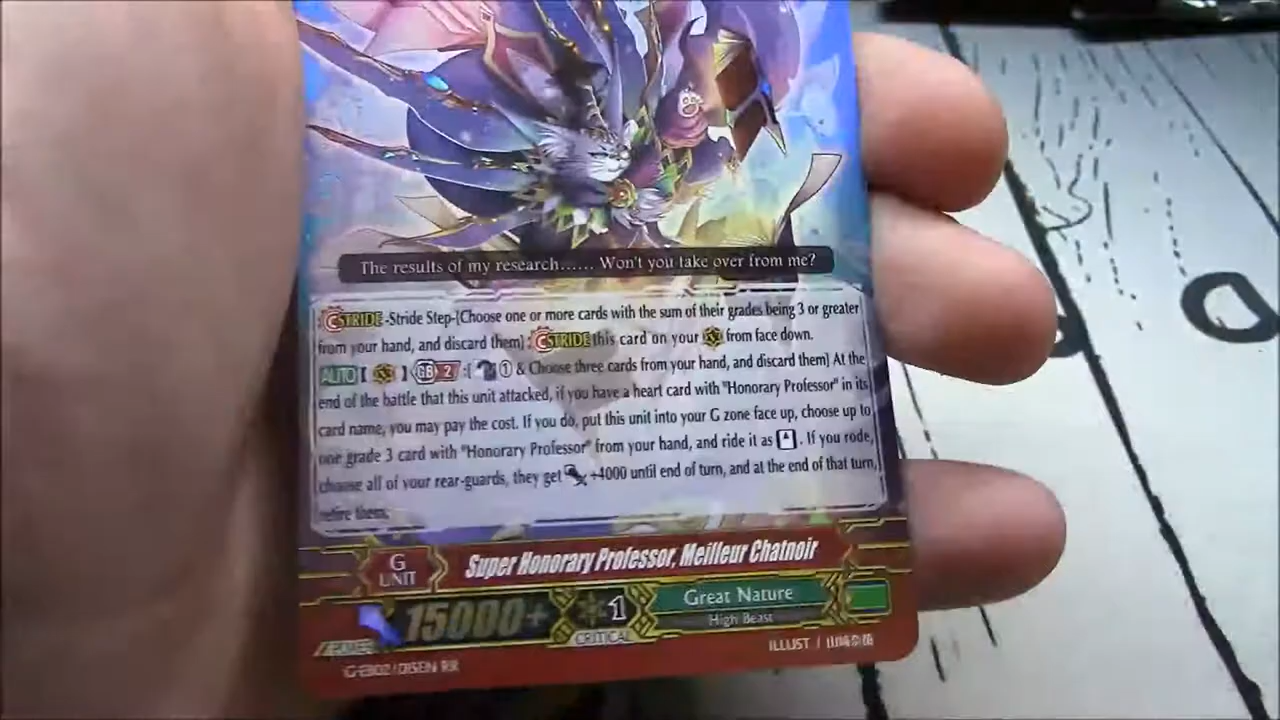 The results of my research...... Won't you take over from me?
STRIDE -Stride Step-[Choose one or more cards with the sum of their grades being 3 or greater
from your hand, and discard them] : STRIDE this card on your from face down.
AUTO [ ] GB 2 :[ 1 & Choose three cards from your hand, and discard them] At the
end of the battle that this unit attacked, if you have a heart card with "Honorary Professor" in its
card name, you may pay the cost. If you do, put this unit into your G zone face up, choose up to
one grade 3 card with "Honorary Professor" from your hand, and ride it as . If you rode,
choose all of your rear-guards, they get +4000 until end of turn, and at the end of that turn,
retire them.
G
UNIT
Super Honorary Professor, Meilleur Chatnoir
POWER 15000+
1
CRITICAL
Great Nature
High Beast
ILLUST /
RR